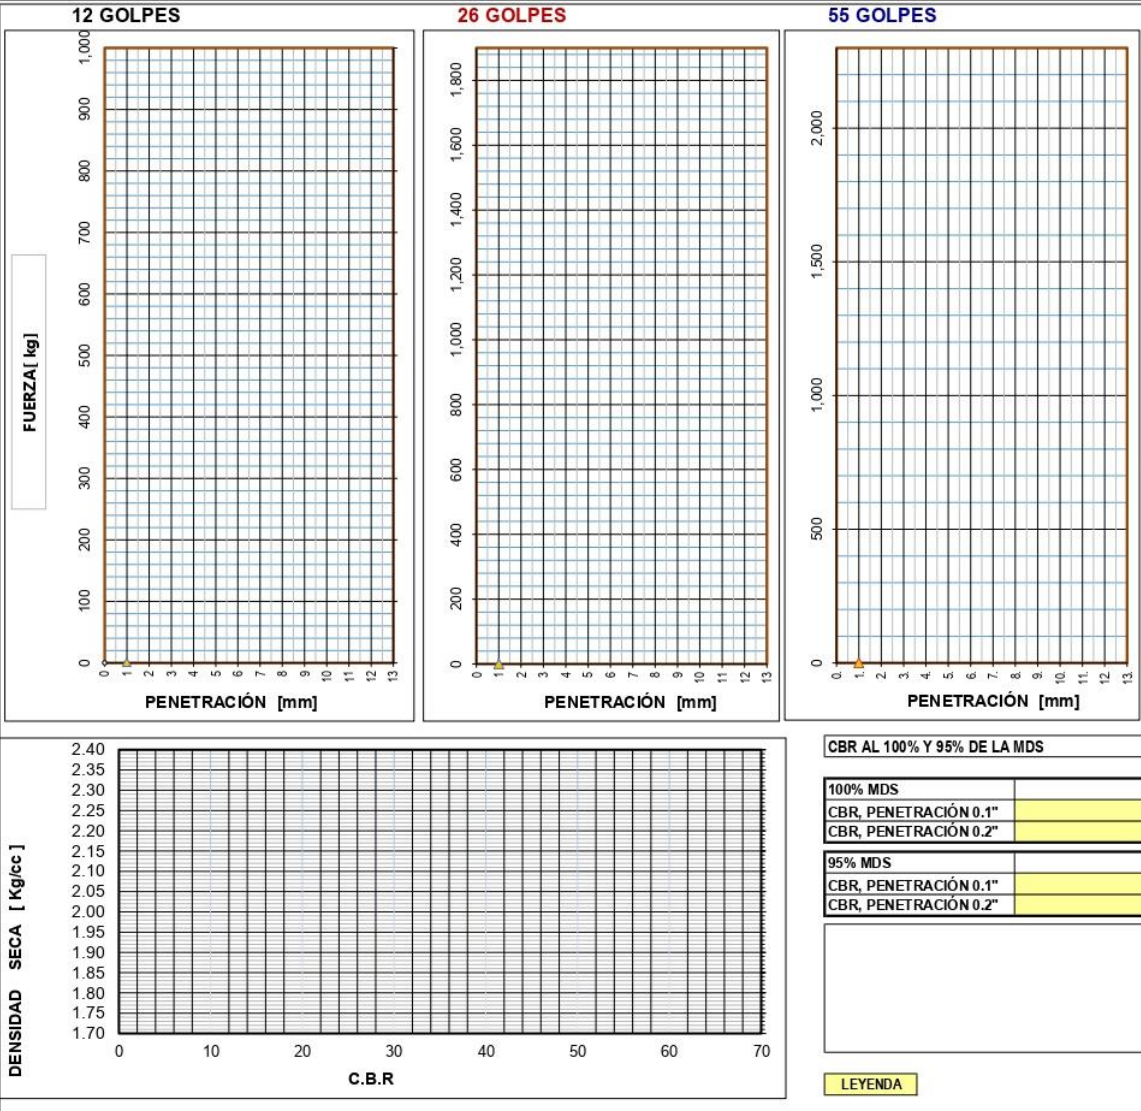 12 GOLPES
26 GOLPES
55 GOLPES
FUERZA[ kg]
1,000
900
800
700
600
500
400
300
200
100
0
0 1 2 3 4 5 6 7 8 9 10 11 12 13
PENETRACIÓN [mm]
1,800
1,600
1,400
1,200
1,000
800
600
400
200
0
0 1 2 3 4 5 6 7 8 9 10 11 12 13
PENETRACIÓN [mm]
2,000
1,500
1,000
500
0
0. 1. 2. 3. 4. 5. 6. 7. 8. 9. 10. 11. 12. 13.
PENETRACIÓN [mm]
DENSIDAD SECA [ Kg/cc ]
2.40
2.35
2.30
2.25
2.20
2.15
2.10
2.05
2.00
1.95
1.90
1.85
1.80
1.75
1.70
0 10 20 30 40 50 60 70
C.B.R
CBR AL 100% Y 95% DE LA MDS
100% MDS
CBR, PENETRACIÓN 0.1"
CBR, PENETRACIÓN 0.2"
95% MDS
CBR, PENETRACIÓN 0.1"
CBR, PENETRACIÓN 0.2"
LEYENDA